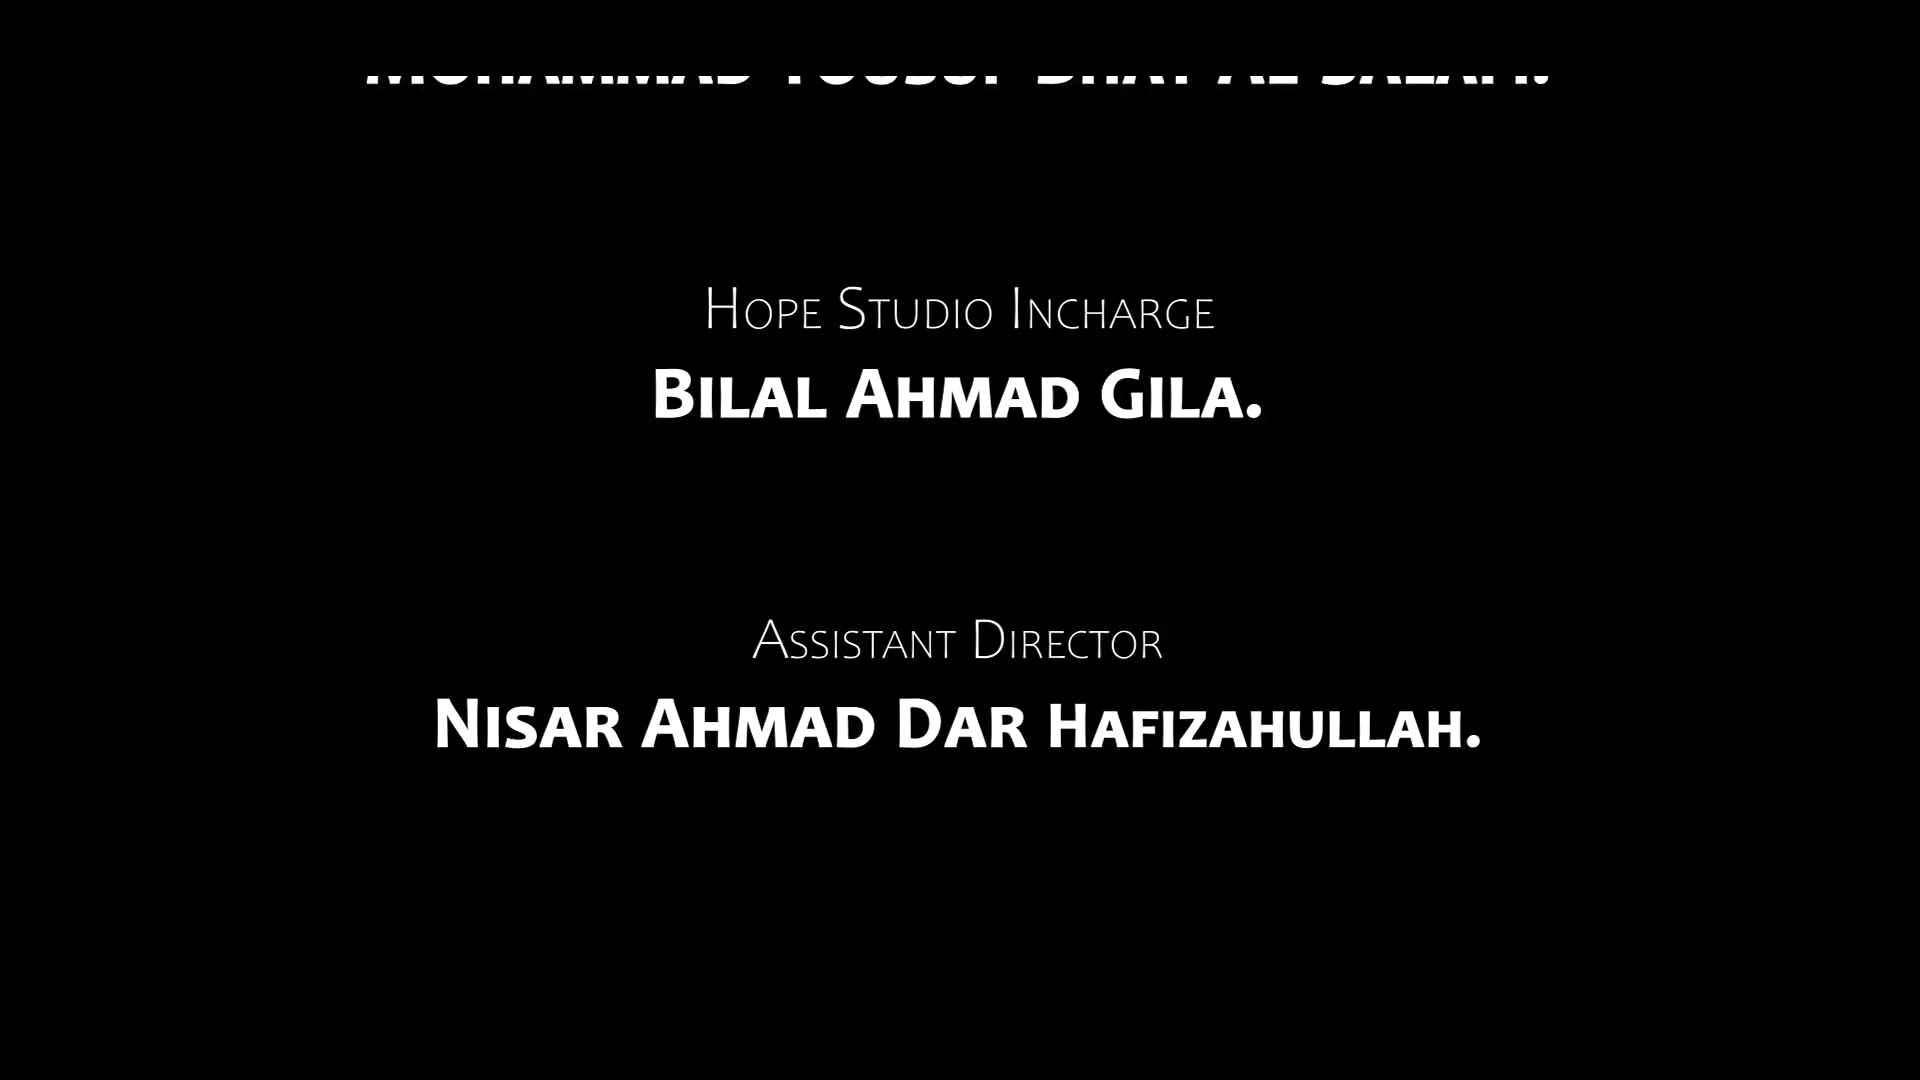 Hope Studio Incharge
Bilal Ahmad Gila.
Assistant Director
Nisar Ahmad Dar Hafizahullah.